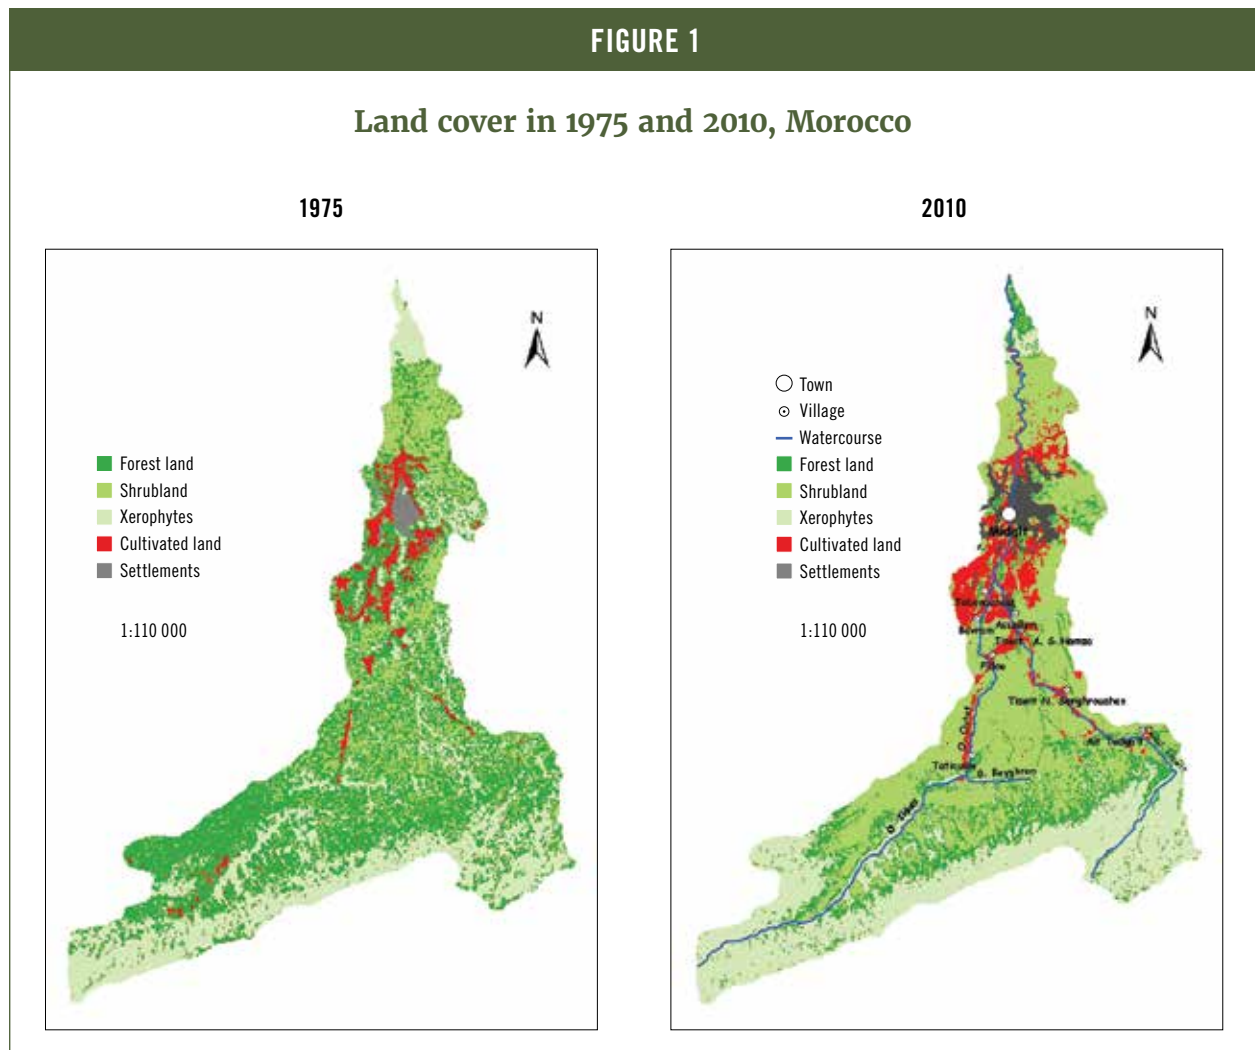 FIGURE 1
Land cover in 1975 and 2010, Morocco
1975
N
Forest land
Shrubland
Xerophytes
Cultivated land
Settlements
1:110 000
2010
N
Town
Village
Watercourse
Forest land
Shrubland
Xerophytes
Cultivated land
Settlements
1:110 000
Midelt